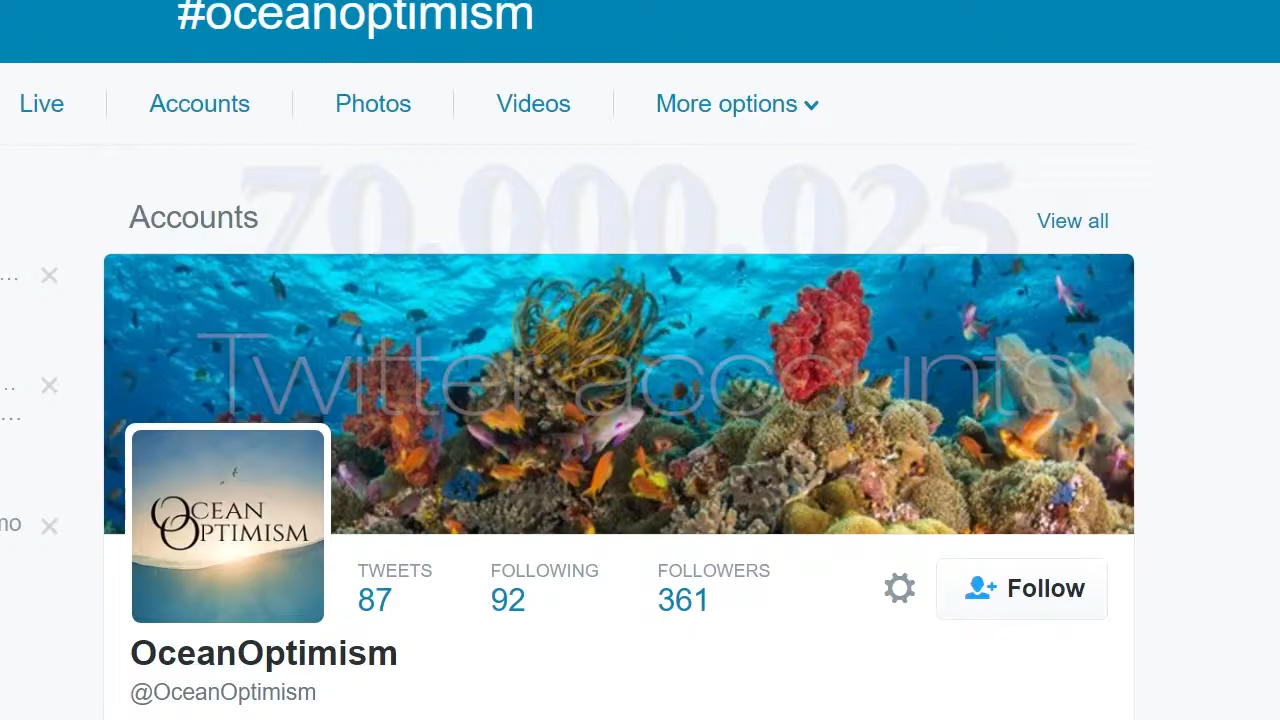 #oceanoptimism
Live
Accounts
Photos
Videos
More options
70.000.025
Accounts
View all
Twitter accounts
OCEAN
OPTIMISM
TWEETS
FOLLOWING
FOLLOWERS
87
92
361
Follow
OceanOptimism
@OceanOptimism
mo